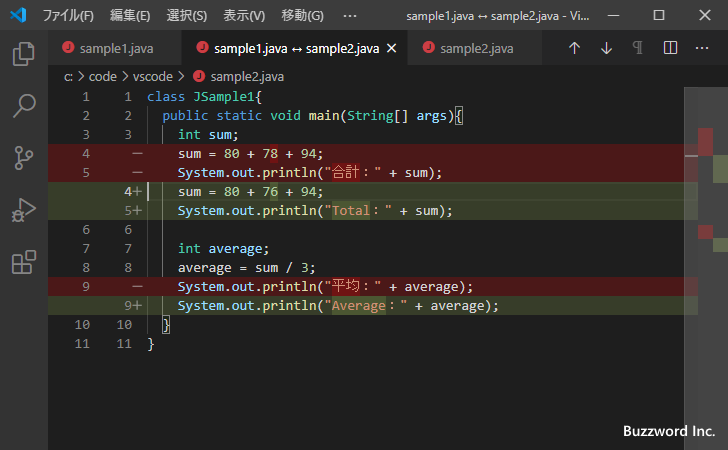 ファイル(F) 編集(E) 選択(S) 表示(V) 移動(G) ··· sample1.java ↔ sample2.java - Vi...
sample1.java sample1.java ↔ sample2.java sample2.java
c: > code > vscode > sample2.java
1 1 class JSample1{
2 2 public static void main(String[] args){
3 3 int sum;
4 − sum = 80 + 78 + 94;
5 − System.out.println("合計：" + sum);
4+ sum = 80 + 76 + 94;
5+ System.out.println("Total：" + sum);
6 6
7 7 int average;
8 8 average = sum / 3;
9 − System.out.println("平均：" + average);
9+ System.out.println("Average：" + average);
10 10 }
11 11 }
Buzzword Inc.